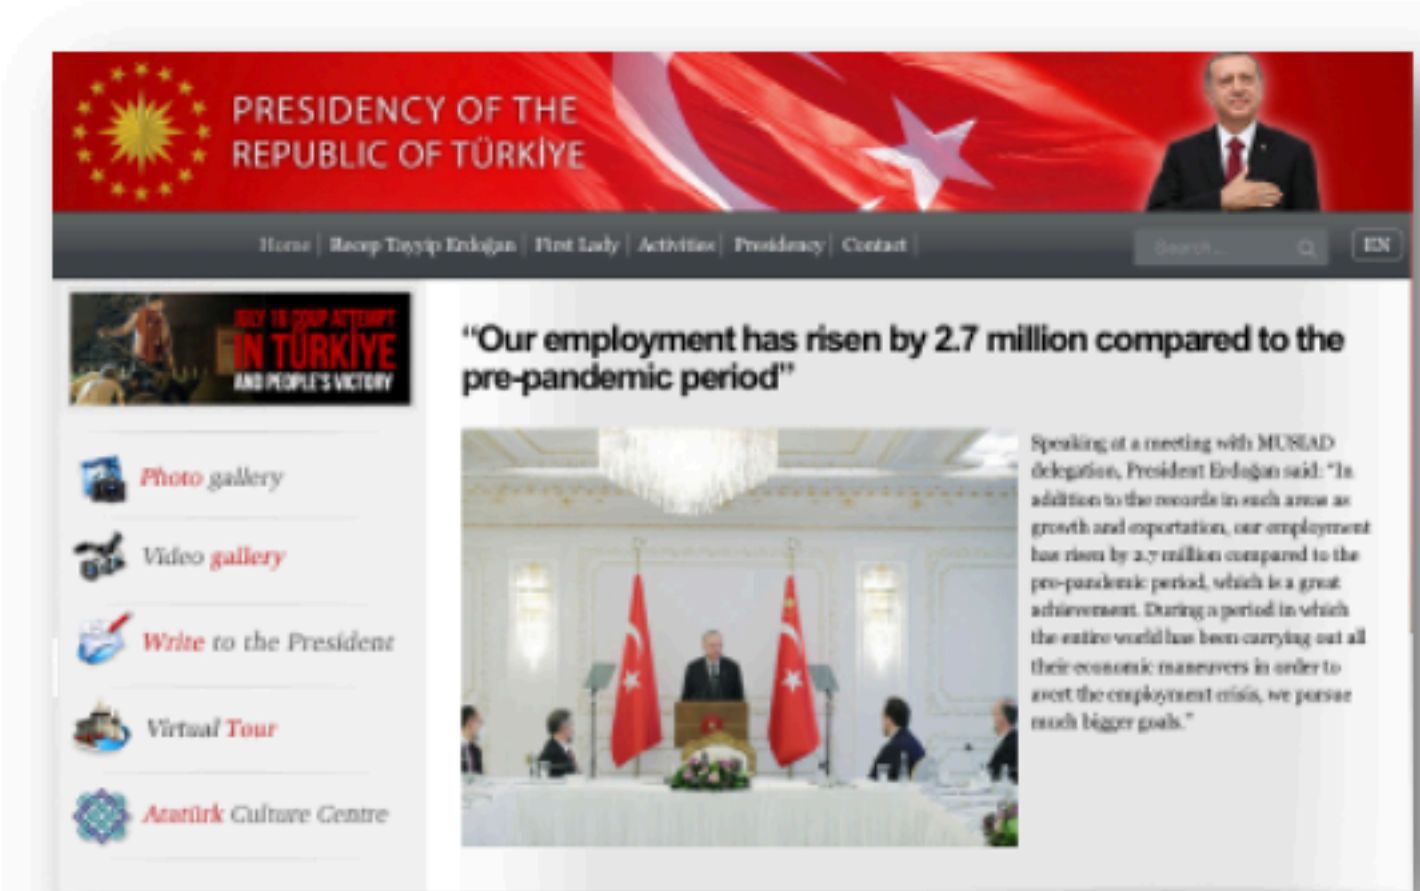 PRESIDENCY OF THE
REPUBLIC OF TÜRKİYE
Home
Recep Tayyip Erdoğan
First Lady
Activities
Presidency
Contact
Search...
EN
JULY 15 COUP ATTEMPT
IN TÜRKİYE
AND PEOPLE'S VICTORY
Photo gallery
Video gallery
Write to the President
Virtual Tour
Atatürk Culture Centre
“Our employment has risen by 2.7 million compared to the
pre-pandemic period”
Speaking at a meeting with MUSIAD
delegation, President Erdoğan said: “In
addition to the records in such areas as
growth and exportation, our employment
has risen by 2.7 million compared to the
pre-pandemic period, which is a great
achievement. During a period in which
the entire world has been carrying out all
their economic maneuvers in order to
avert the employment crisis, we pursue
much bigger goals.”